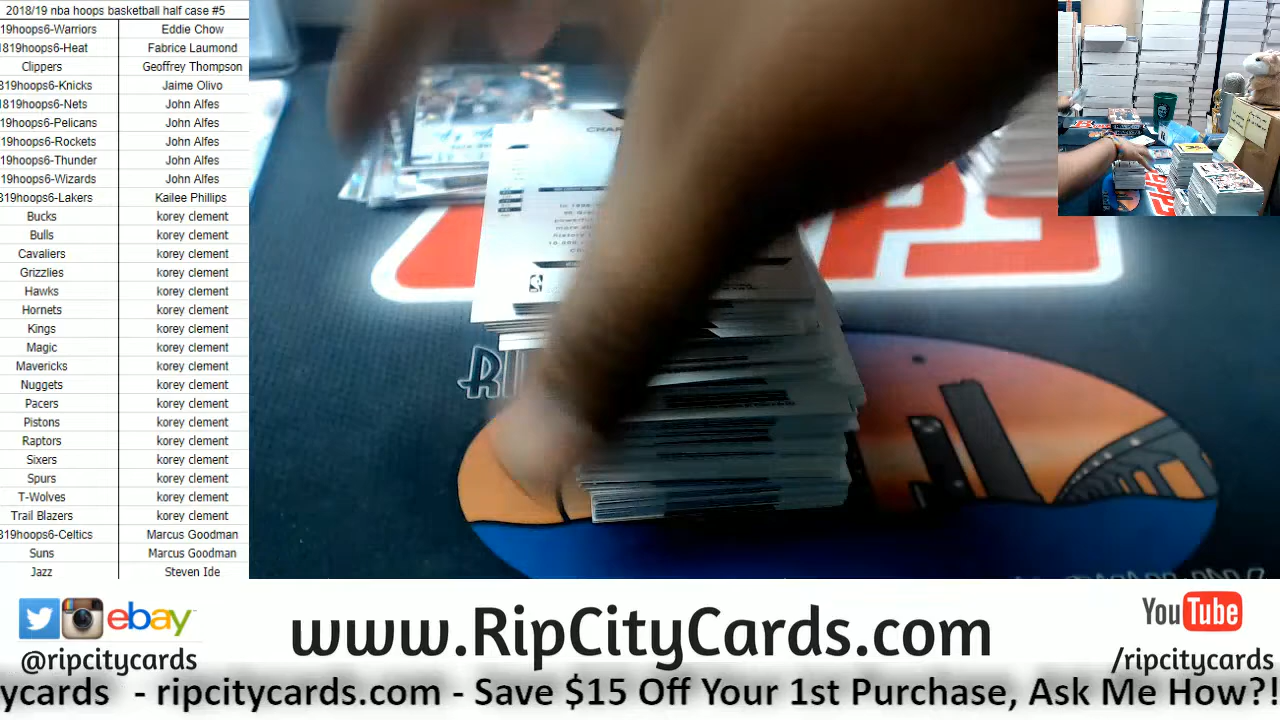 2018/19 nba hoops basketball half case #5
19hoops-Warriors Eddie Chow
1819hoops6-Heat Fabrice Laumond
Clippers Geoffrey Thompson
819hoops6-Knicks Jaime Olivo
1819hoops6-Nets John Alfes
19hoops6-Pelicans John Alfes
19hoops6-Rockets John Alfes
19hoops6-Thunder John Alfes
19hoops6-Wizards John Alfes
819hoops6-Lakers Kailee Phillips
Bucks korey clement
Bulls korey clement
Cavaliers korey clement
Grizzlies korey clement
Hawks korey clement
Hornets korey clement
Kings korey clement
Magic korey clement
Mavericks korey clement
Nuggets korey clement
Pacers korey clement
Pistons korey clement
Raptors korey clement
Sixers korey clement
Spurs korey clement
T-Wolves korey clement
Trail Blazers korey clement
819hoops6-Celtics Marcus Goodman
Suns Marcus Goodman
Jazz Steven Ide
CHAR
RI
ebay
@ripcitycards
www.RipCityCards.com
YouTube
/ripcitycards
ycards - ripcitycards.com - Save $15 Off Your 1st Purchase, Ask Me How?!